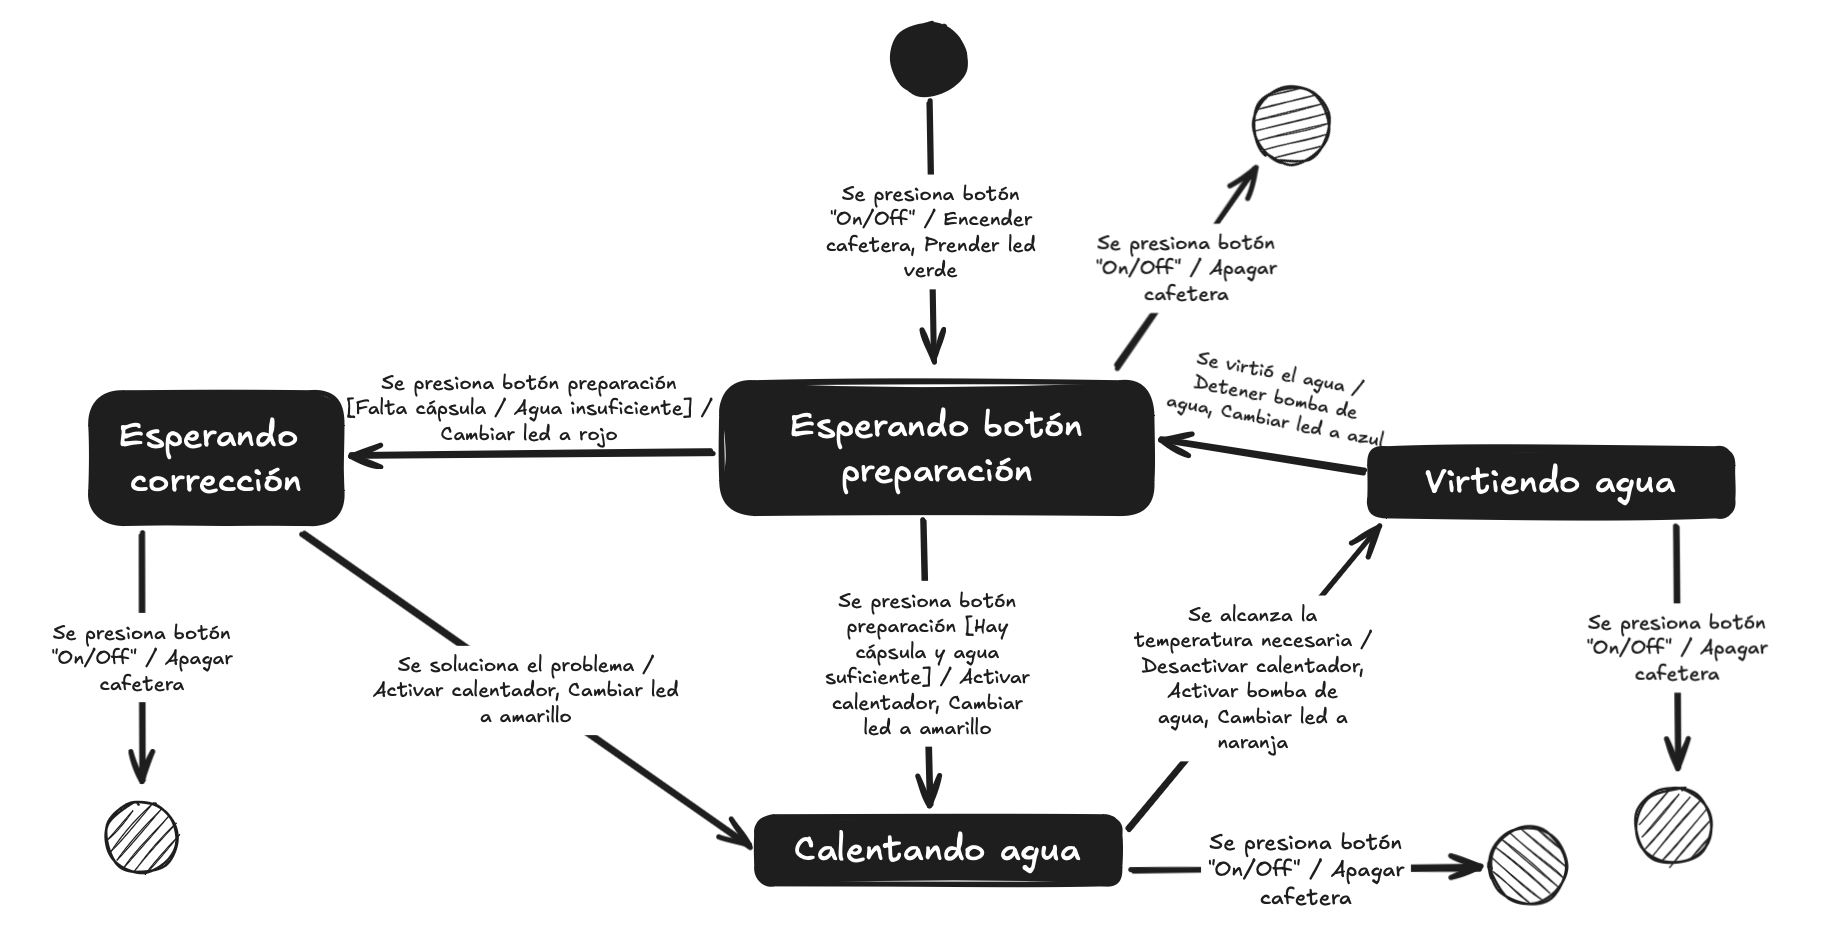 Se presiona botón
"On/Off" / Encender
cafetera, Prender led
verde
Se presiona botón
"On/Off" / Apagar
cafetera
Se presiona botón preparación
[Falta cápsula / Agua insuficiente] /
Cambiar led a rojo
Se virtió el agua /
Detener bomba de
agua, Cambiar led a azul
Esperando
corrección
Esperando botón
preparación
Virtiendo agua
Se presiona botón
"On/Off" / Apagar
cafetera
Se soluciona el problema /
Activar calentador, Cambiar led
a amarillo
Se presiona botón
preparación [Hay
cápsula y agua
suficiente] / Activar
calentador, Cambiar
led a amarillo
Se alcanza la
temperatura necesaria /
Desactivar calentador,
Activar bomba de
agua, Cambiar led a
naranja
Se presiona botón
"On/Off" / Apagar
cafetera
Calentando agua
Se presiona botón
"On/Off" / Apagar
cafetera